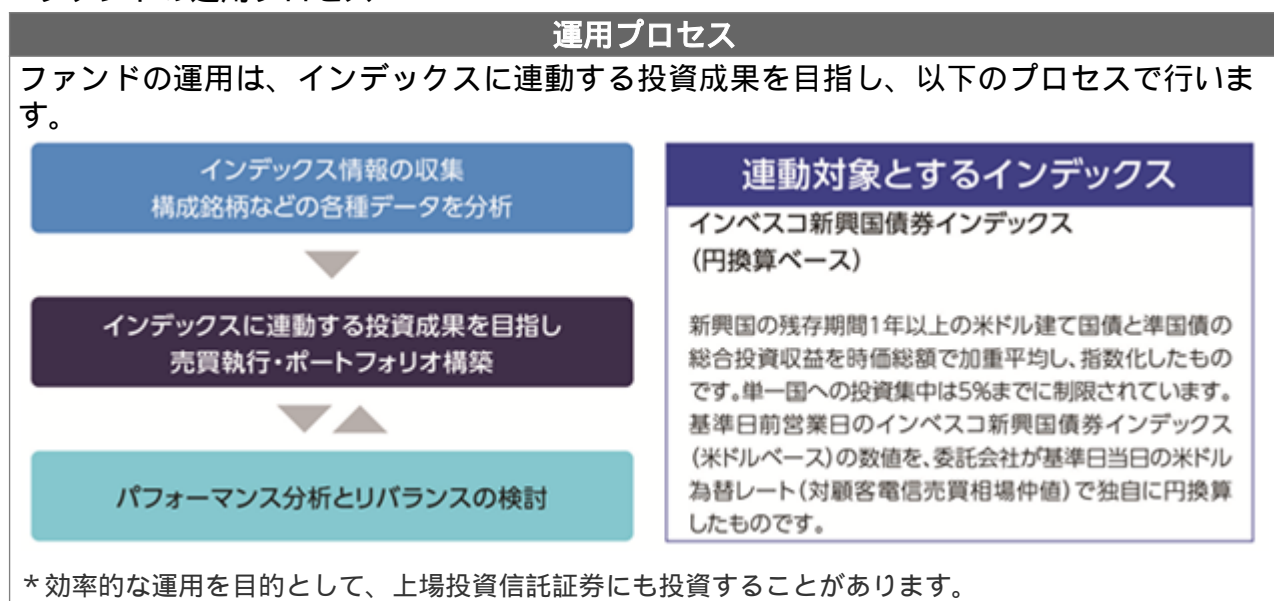 運用プロセス
ファンドの運用は、インデックスに連動する投資成果を目指し、以下のプロセスで行いま
す。
インデックス情報の収集
構成銘柄などの各種データを分析
インデックスに連動する投資成果を目指し
売買執行・ポートフォリオ構築
パフォーマンス分析とリバランスの検討
連動対象とするインデックス
インベスコ新興国債券インデックス
(円換算ベース)
新興国の残存期間1年以上の米ドル建て国債と準国債の
総合投資収益を時価総額で加重平均し、指数化したもの
です。単一国への投資集中は5%までに制限されています。
基準日前営業日のインベスコ新興国債券インデックス
(米ドルベース)の数値を、委託会社が基準日当日の米ドル
為替レート(対顧客電信売買相場仲値)で独自に円換算
したものです。
*効率的な運用を目的として、上場投資信託証券にも投資することがあります。